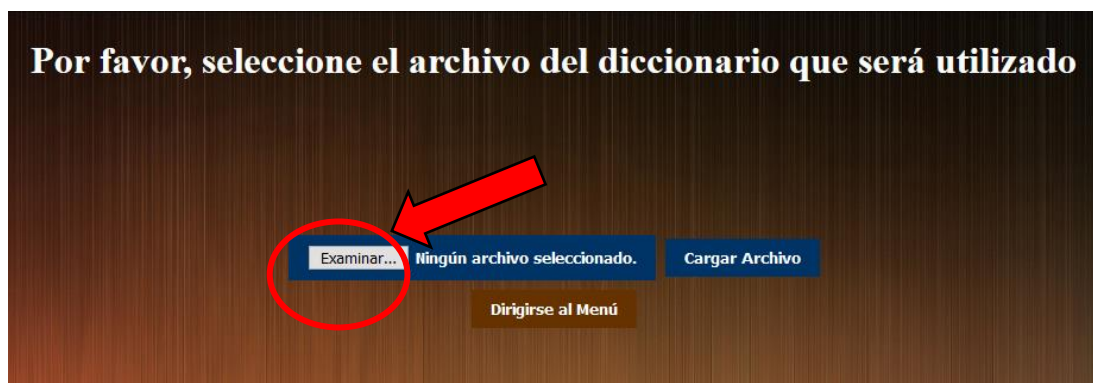 Por favor, seleccione el archivo del diccionario que será utilizado
Examinar... Ningún archivo seleccionado. Cargar Archivo
Dirigirse al Menú